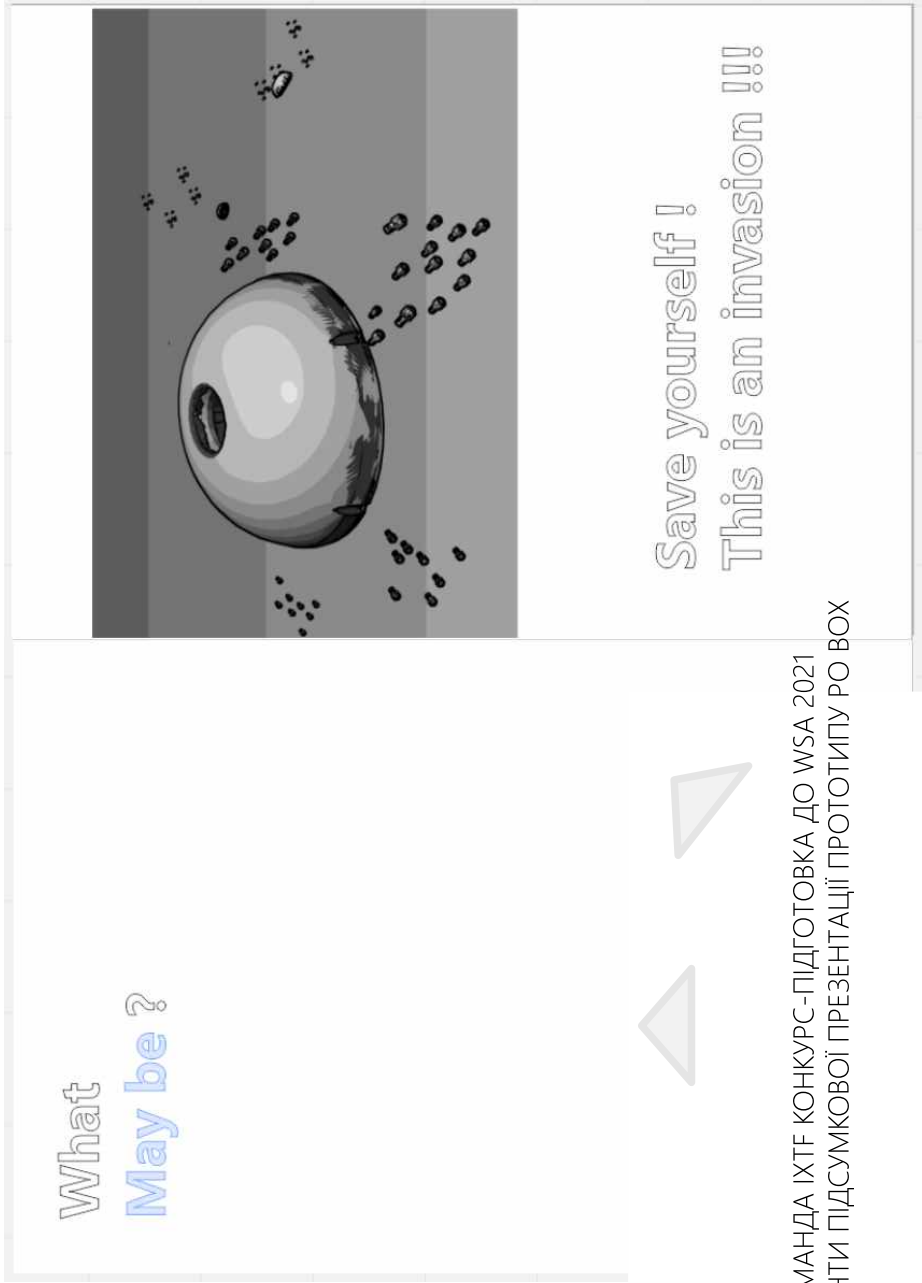 What
May be ?
Save yourself !
This is an invasion !!!
МАНДА IXTF КОНКУРС-ПІДГОТОВКА ДО WSA 2021
НТИ ПІДСУМКОВОЇ ПРЕЗЕНТАЦІЇ ПРОТОТИПУ PO BOX